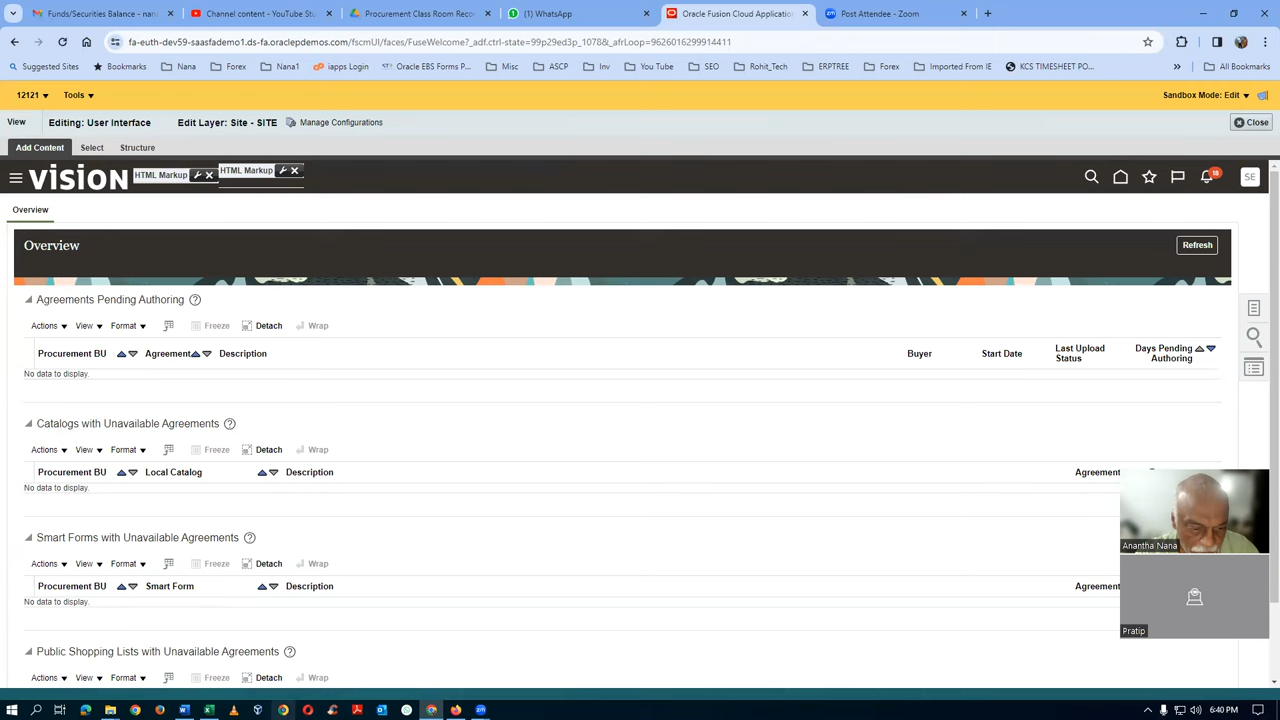 Funds/Securities Balance - nana
Channel content - YouTube Stu
Procurement Class Room Reco
(1) WhatsApp
Oracle Fusion Cloud Application
Post Attendee - Zoom
fa-euth-dev59-saasfademo1.ds-fa.oraclepdemos.com/fscmUI/faces/FuseWelcome?_adf.ctrl-state=99p29ed3p_1078&_afrLoop=9626016299914411
Suggested Sites Bookmarks Nana Forex Nana1 iapps Login Oracle EBS Forms P... Misc ASCP Inv You Tube SEO Rohit_Tech ERPTREE Forex Imported From IE KCS TIMESHEET PO... » All Bookmarks
12121 Tools Sandbox Mode: Edit
View Editing: User Interface Edit Layer: Site - SITE Manage Configurations Close
Add Content Select Structure
VISION HTML Markup HTML Markup 18 SE
Overview
Overview Refresh
Agreements Pending Authoring
Actions View Format Freeze Detach Wrap
Procurement BU Agreement Description Buyer Start Date Last Upload Status Days Pending Authoring
No data to display.
Catalogs with Unavailable Agreements
Actions View Format Freeze Detach Wrap
Procurement BU Local Catalog Description Agreement
No data to display.
Smart Forms with Unavailable Agreements
Actions View Format Freeze Detach Wrap
Procurement BU Smart Form Description Agreement
No data to display.
Public Shopping Lists with Unavailable Agreements
Actions View Format Freeze Detach Wrap
Anantha Nana
Pratip
6:40 PM